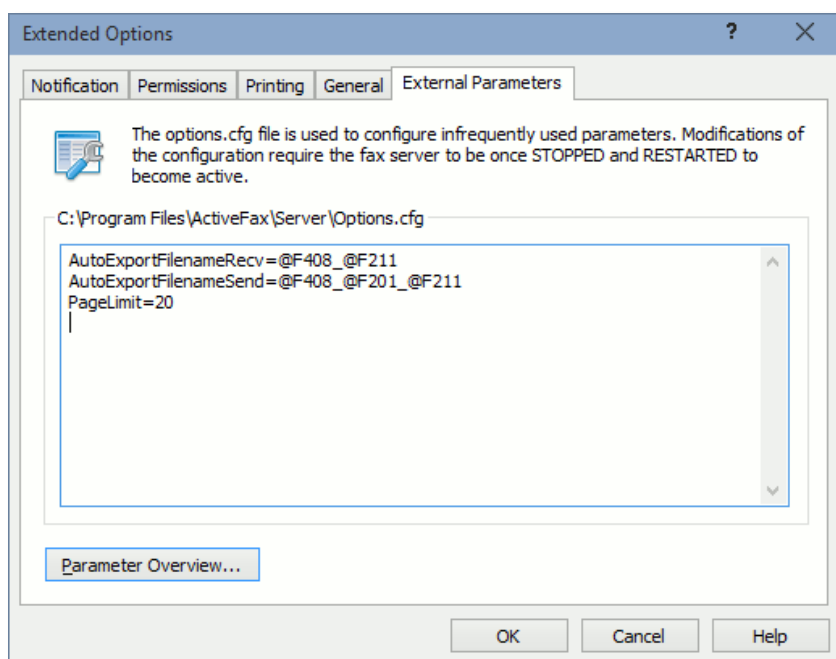 Extended Options
?
Notification
Permissions
Printing
General
External Parameters
The options.cfg file is used to configure infrequently used parameters. Modifications of
the configuration require the fax server to be once STOPPED and RESTARTED to
become active.
C:\Program Files\ActiveFax\Server\Options.cfg
AutoExportFilenameRecv=@F408_@F211
AutoExportFilenameSend=@F408_@F201_@F211
PageLimit=20
Parameter Overview...
OK
Cancel
Help